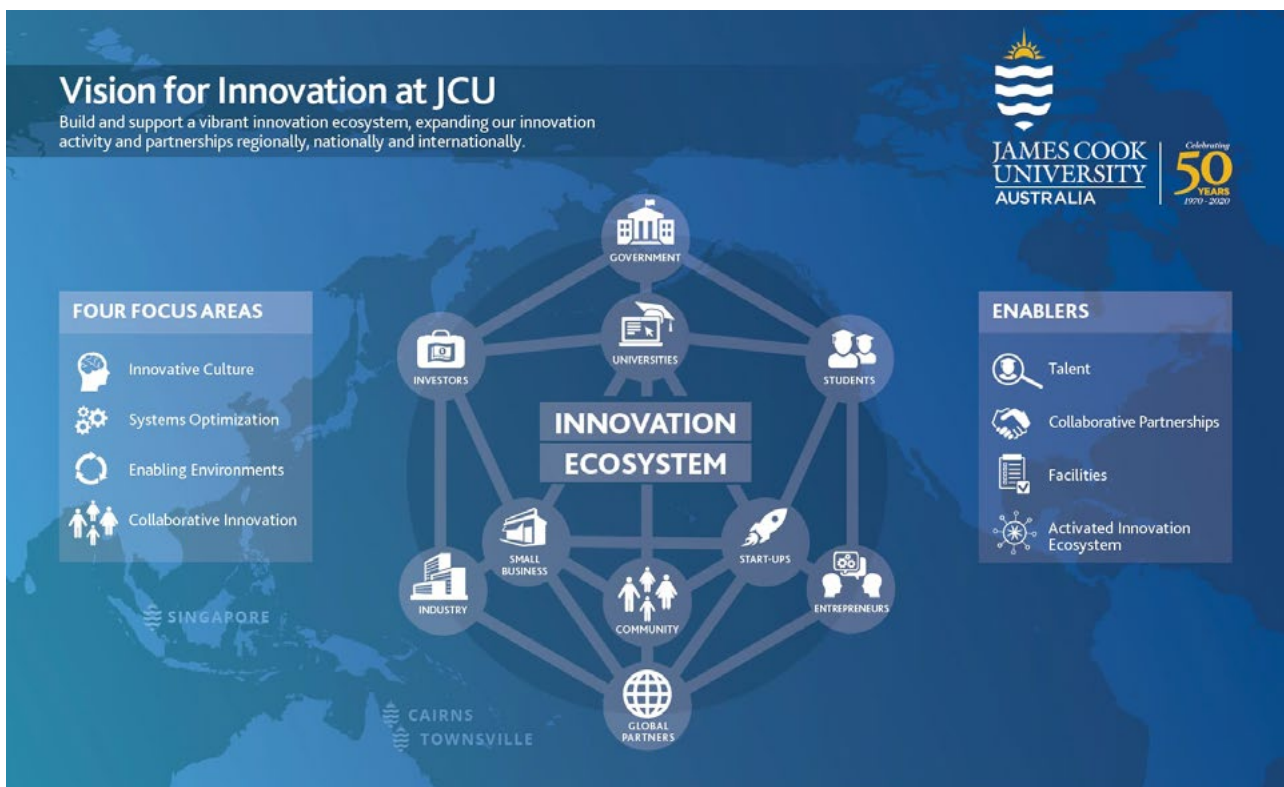 Vision for Innovation at JCU
Build and support a vibrant innovation ecosystem, expanding our innovation
activity and partnerships regionally, nationally and internationally.
JAMES COOK
UNIVERSITY
AUSTRALIA
Celebrating
50
YEARS
1970 - 2020
FOUR FOCUS AREAS
Innovative Culture
Systems Optimization
Enabling Environments
Collaborative Innovation
GOVERNMENT
UNIVERSITIES
INVESTORS
STUDENTS
INNOVATION
ECOSYSTEM
SMALL
BUSINESS
START-UPS
INDUSTRY
COMMUNITY
ENTREPRENEURS
GLOBAL
PARTNERS
ENABLERS
Talent
Collaborative Partnerships
Facilities
Activated Innovation
Ecosystem
SINGAPORE
CAIRNS
TOWNSVILLE